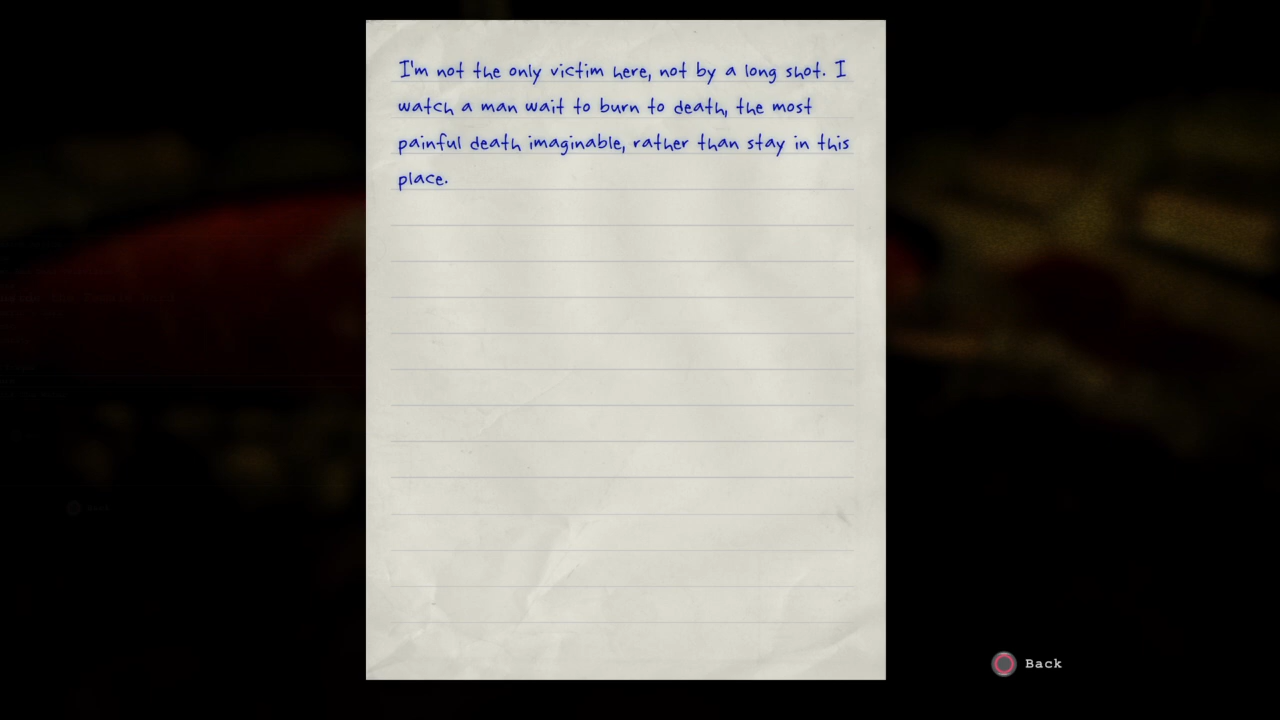 I'm not the only victim here, not by a long shot. I
watch a man wait to burn to death, the most
painful death imaginable, rather than stay in this
place.
Back